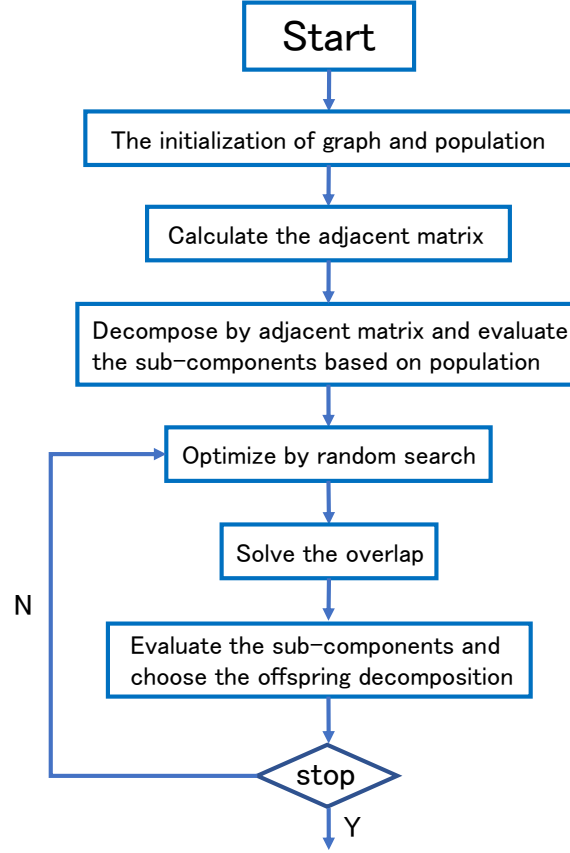 Start
The initialization of graph and population
Calculate the adjacent matrix
Decompose by adjacent matrix and evaluate
the sub-components based on population
Optimize by random search
Solve the overlap
N
Evaluate the sub-components and
choose the offspring decomposition
stop
Y